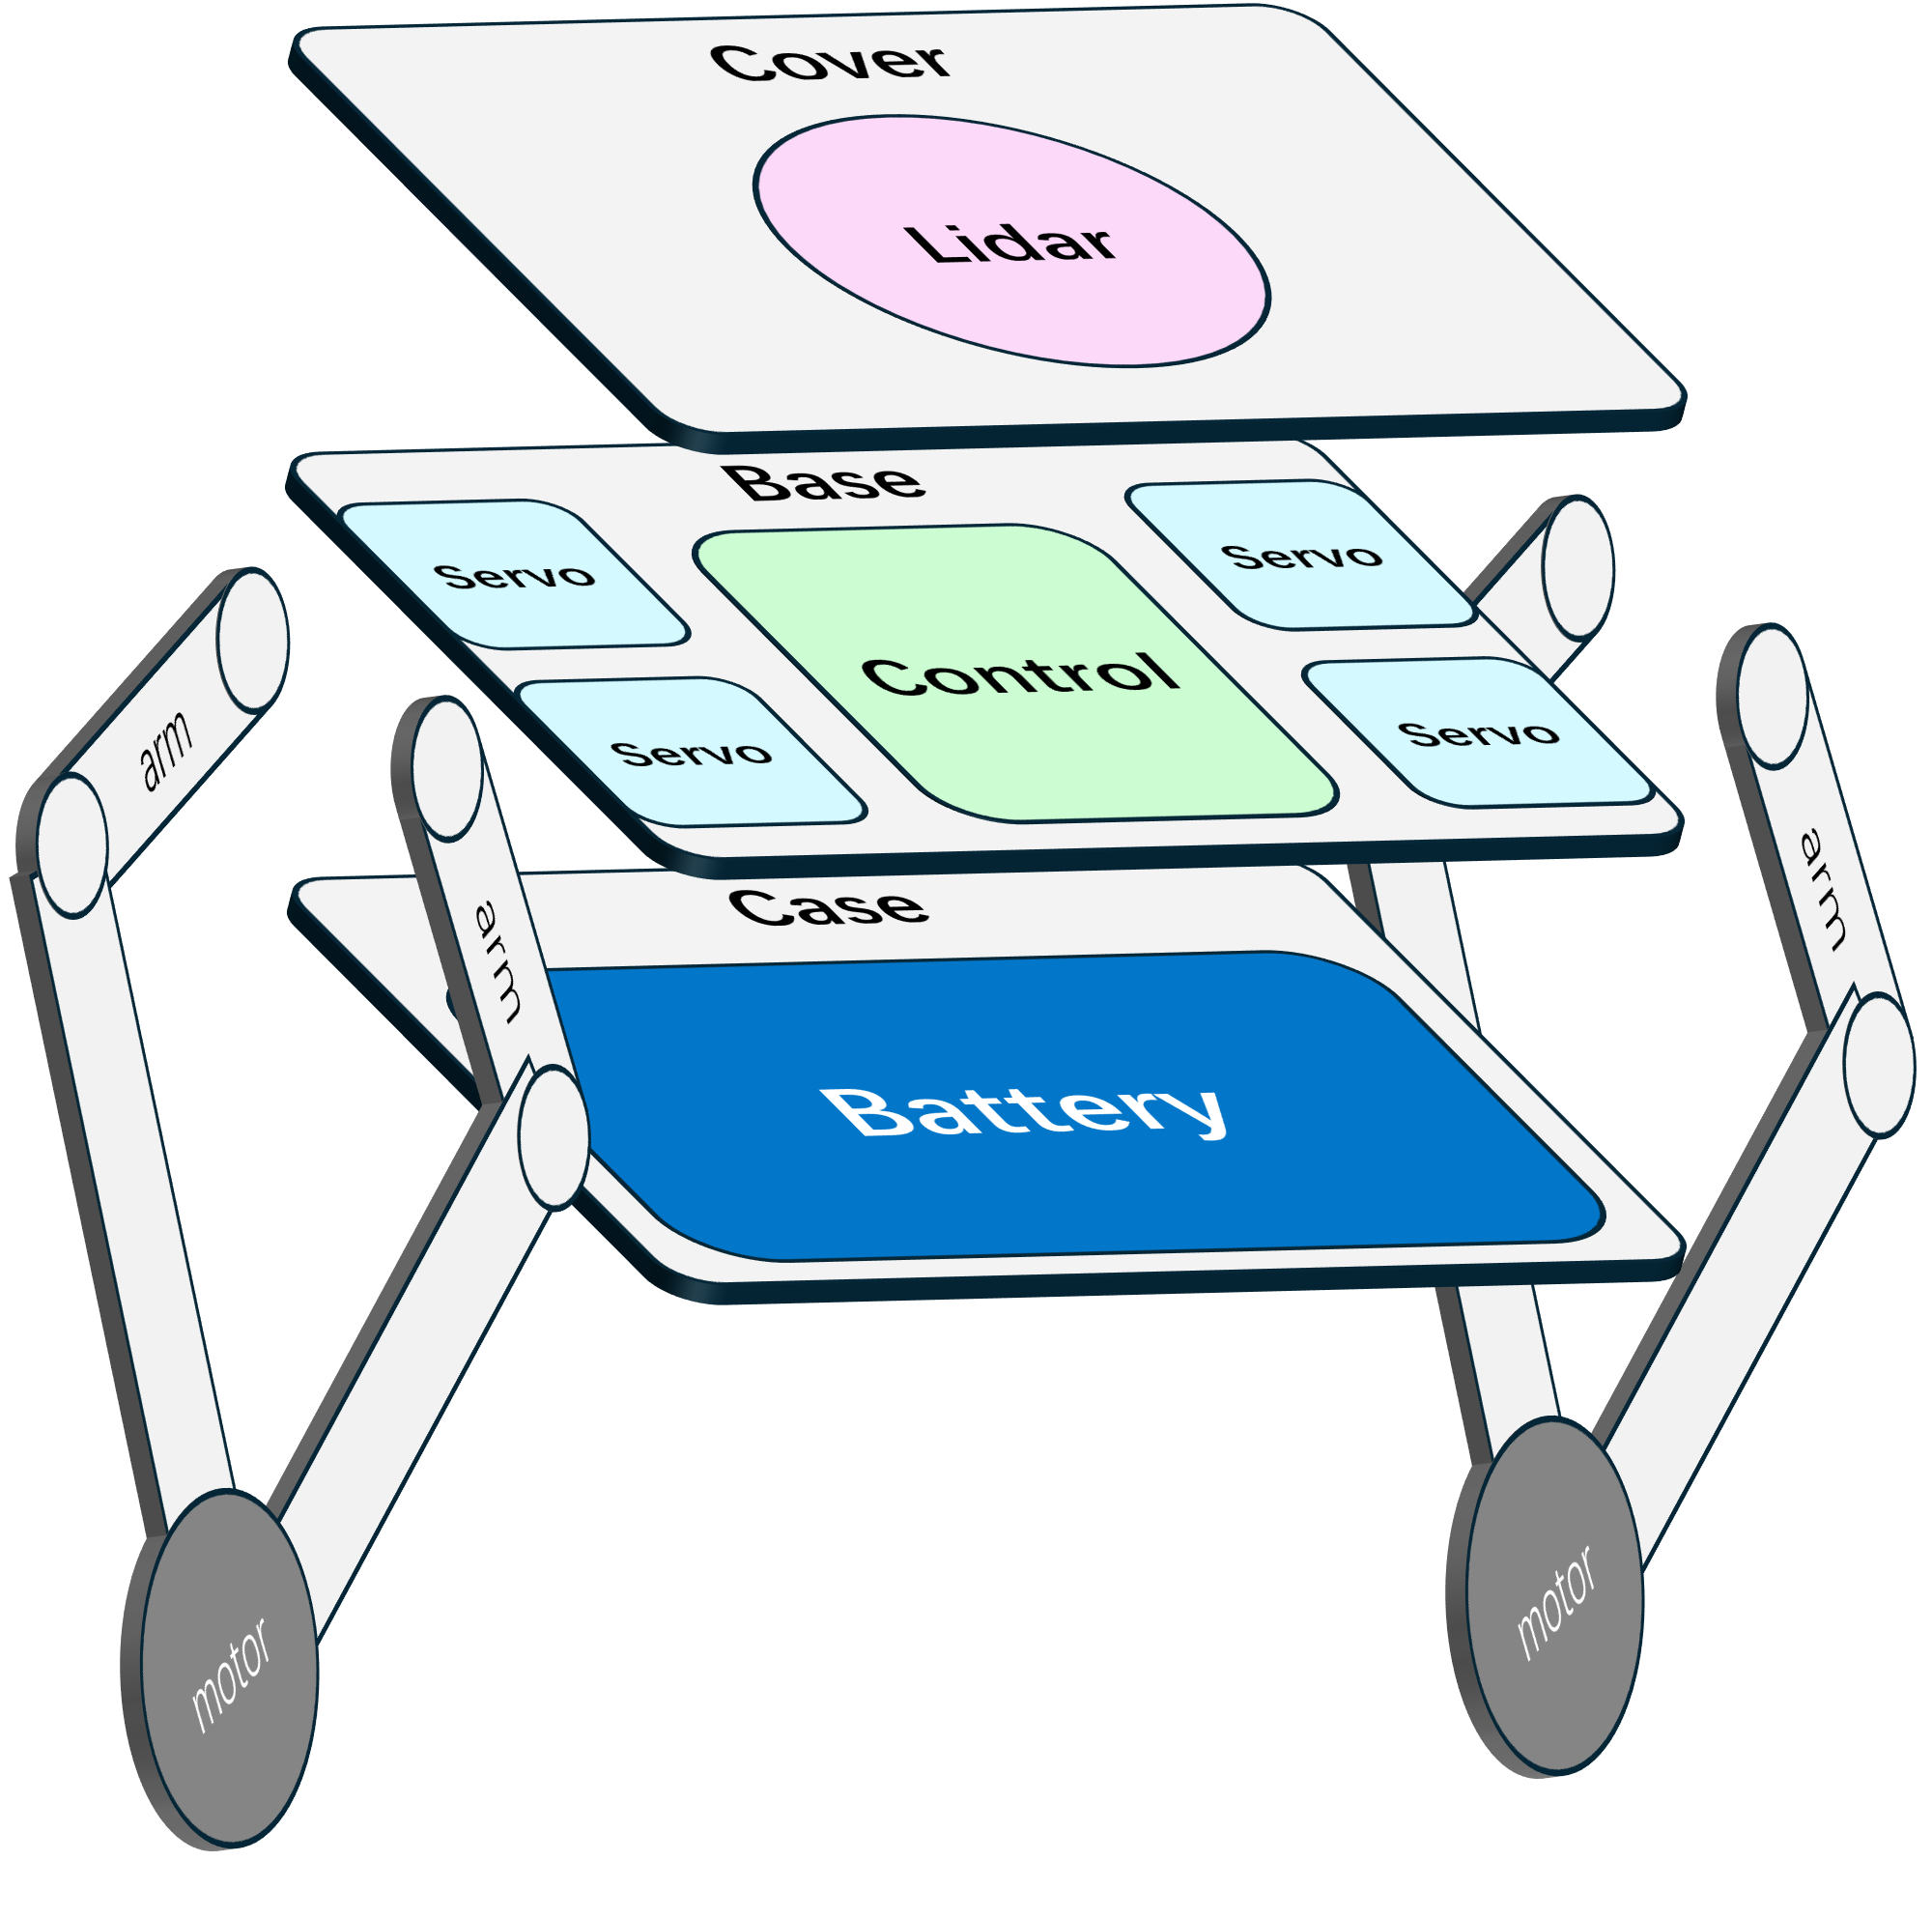 Cover
Lidar
Base
Servo
Servo
Control
Servo
Servo
arm
arm
arm
Case
Battery
motor
motor